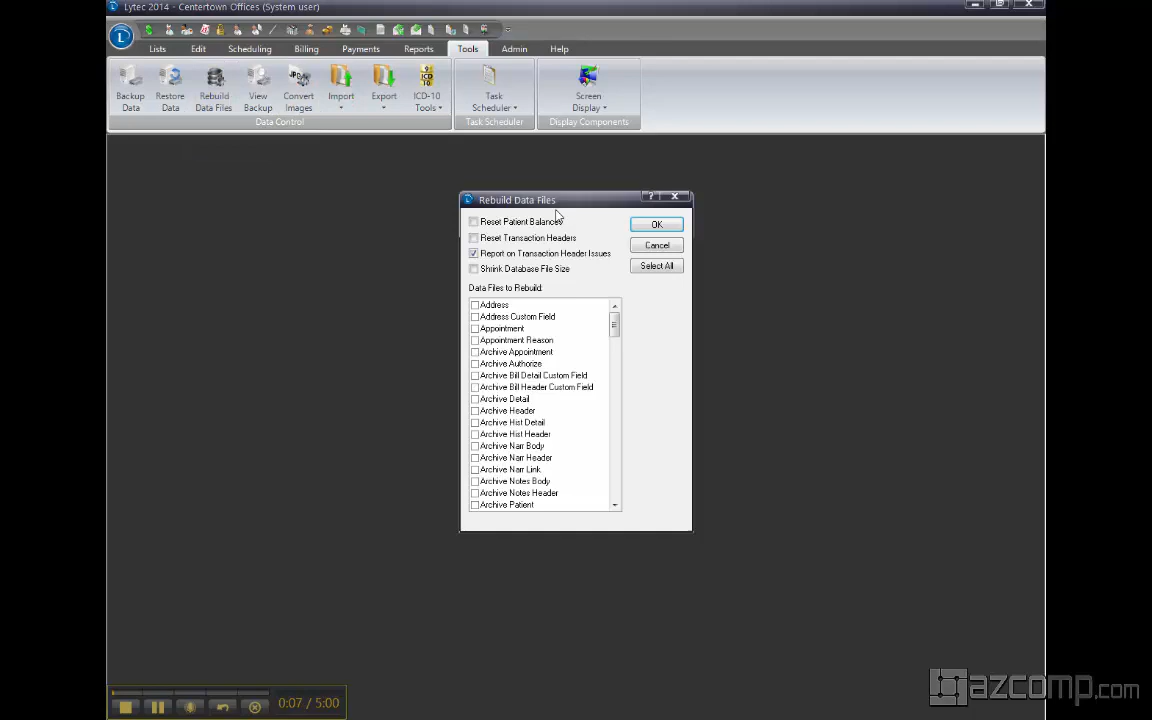 Lytec 2014 - Centertown Offices (System user)
Lists Edit Scheduling Billing Payments Reports Tools Admin Help
Backup Data
Restore Data
Rebuild Data Files
View Backup
Convert Images
Import
Export
ICD-10 Tools
Task Scheduler
Screen Display
Data Control
Task Scheduler
Display Components
Rebuild Data Files
Reset Patient Balances
Reset Transaction Headers
Report on Transaction Header Issues
Shrink Database File Size
OK
Cancel
Select All
Data Files to Rebuild:
Address
Address Custom Field
Appointment
Appointment Reason
Archive Appointment
Archive Authorize
Archive Bill Detail Custom Field
Archive Bill Header Custom Field
Archive Detail
Archive Header
Archive Hist Detail
Archive Hist Header
Archive Narr Body
Archive Narr Header
Archive Narr Link
Archive Notes Body
Archive Notes Header
Archive Patient
0:07 / 5:00
azcomp.com